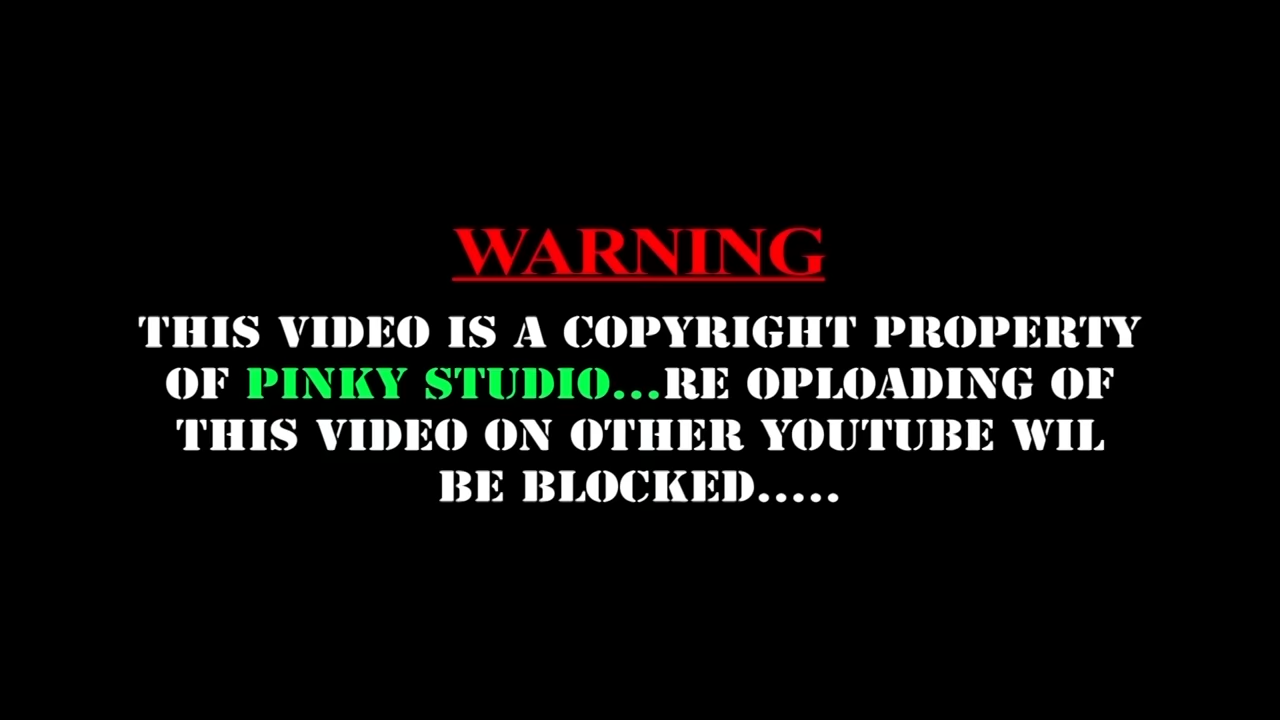 WARNING
THIS VIDEO IS A COPYRIGHT PROPERTY
OF PINKY STUDIO...RE OPLOADING OF
THIS VIDEO ON OTHER YOUTUBE WIL
BE BLOCKED.....